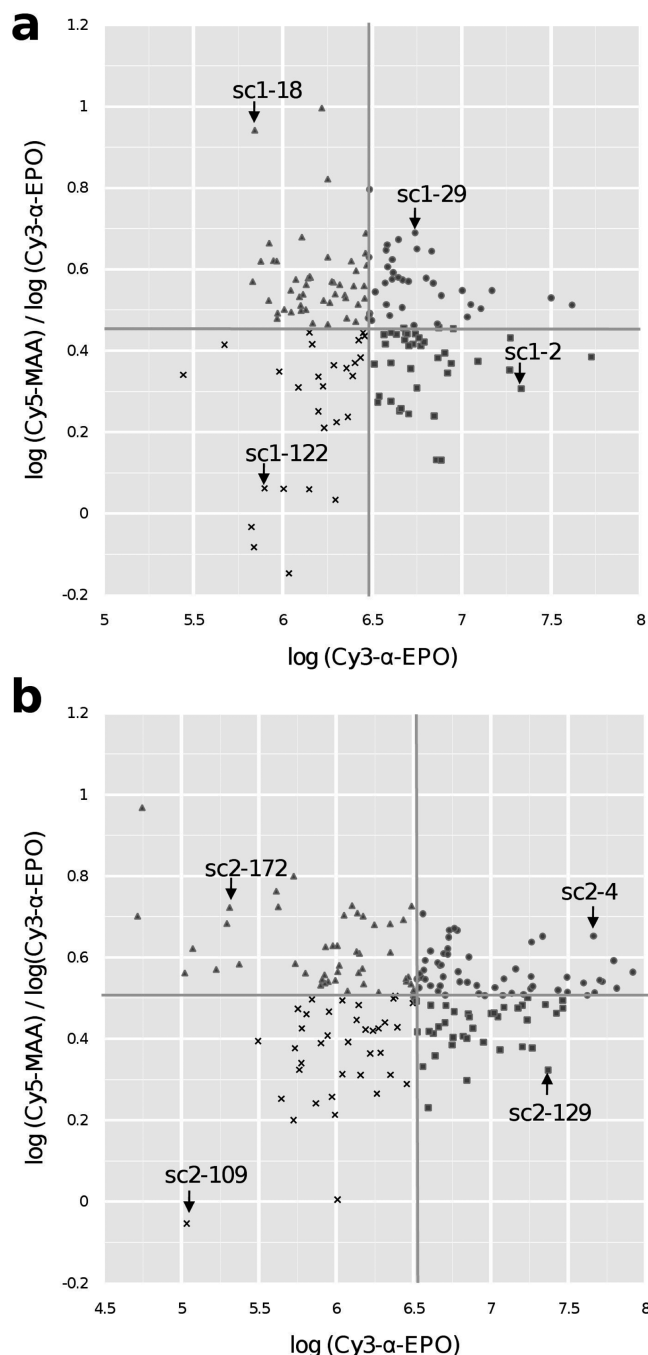 a
1.2
1
0.8
0.6
0.4
0.2
0
-0.2
5
5.5
6
6.5
7
7.5
8
log (Cy5-MAA) / log (Cy3-α-EPO)
log (Cy3-α-EPO)
sc1-18
sc1-29
sc1-2
sc1-122
b
1.2
1
0.8
0.6
0.4
0.2
0
-0.2
4.5
5
5.5
6
6.5
7
7.5
8
log (Cy5-MAA) / log(Cy3-α-EPO)
log (Cy3-α-EPO)
sc2-172
sc2-4
sc2-129
sc2-109